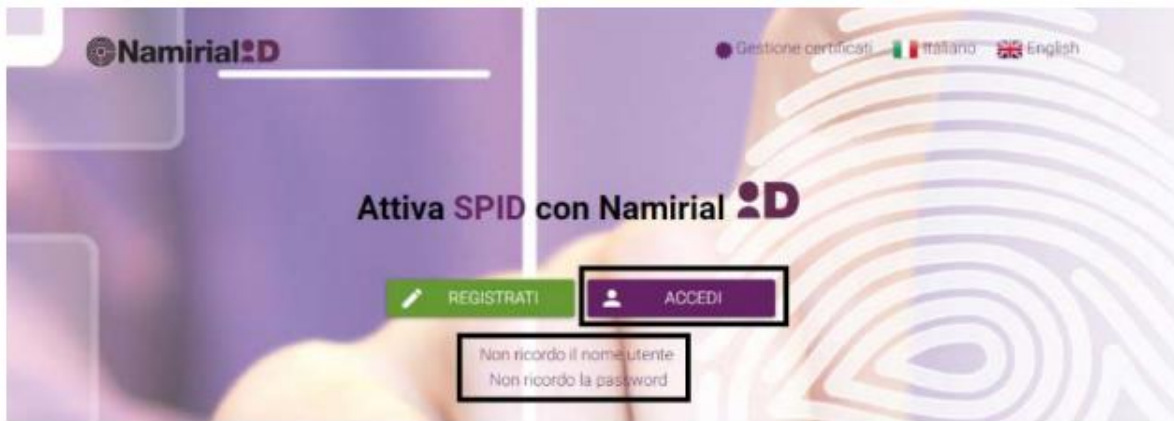 Namirial ID
Gestione certificati Italiano English
Attiva SPID con Namirial ID
REGISTRATI ACCEDI
Non ricordo il nome utente
Non ricordo la password